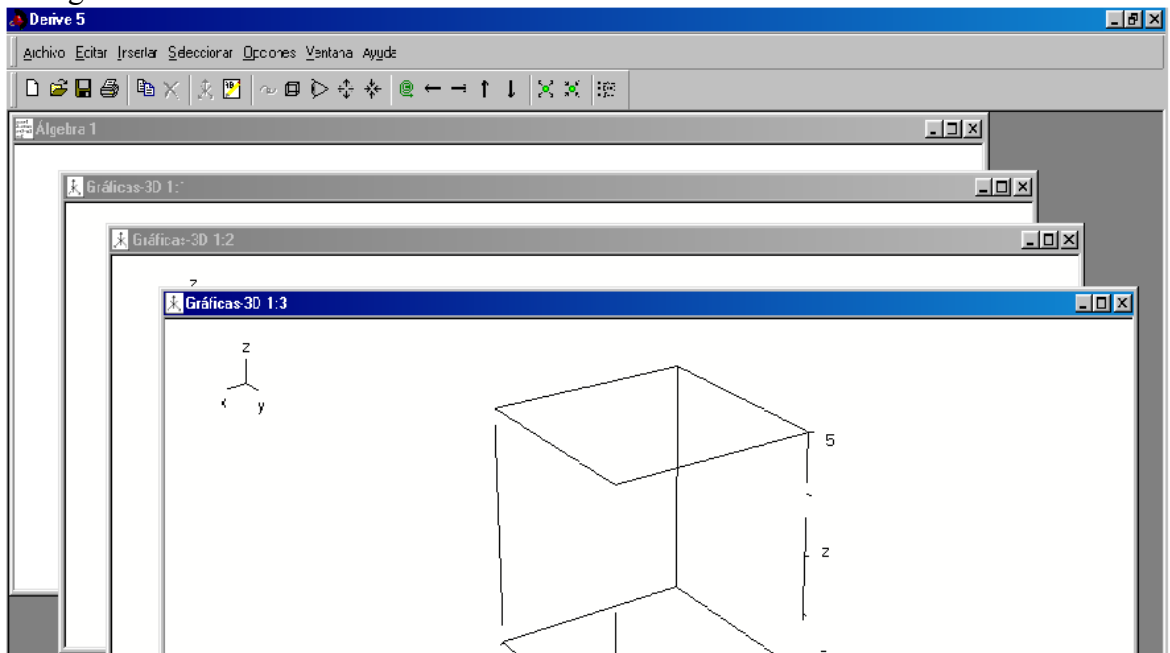 Derive 5
Archivo Editar Insertar Seleccionar Opciones Ventana Ayuda
Álgebra 1
Gráficas-3D 1:1
Gráficas-3D 1:2
z
Gráficas-3D 1:3
z
x y
5
z